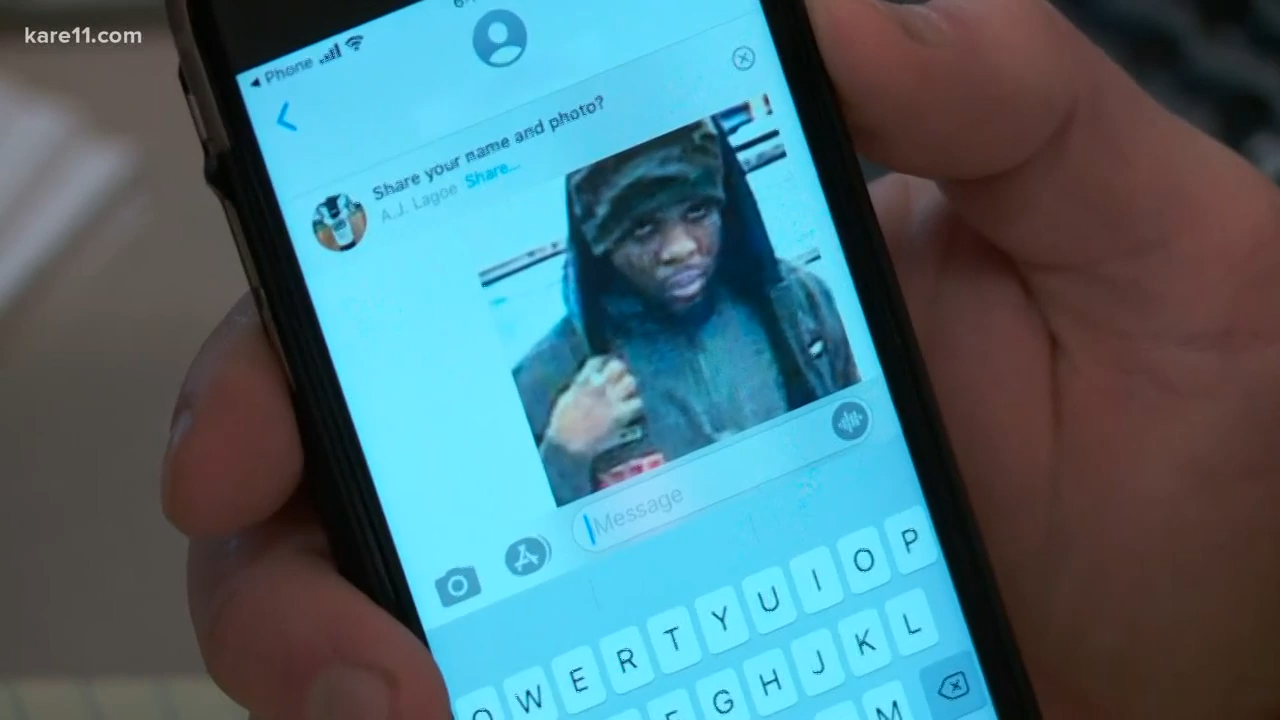 kare11.com
Phone
Share your name and photo?
A.J. Lagoe Share...
Message
Q W E R T Y U I O P
F G H J K L
M